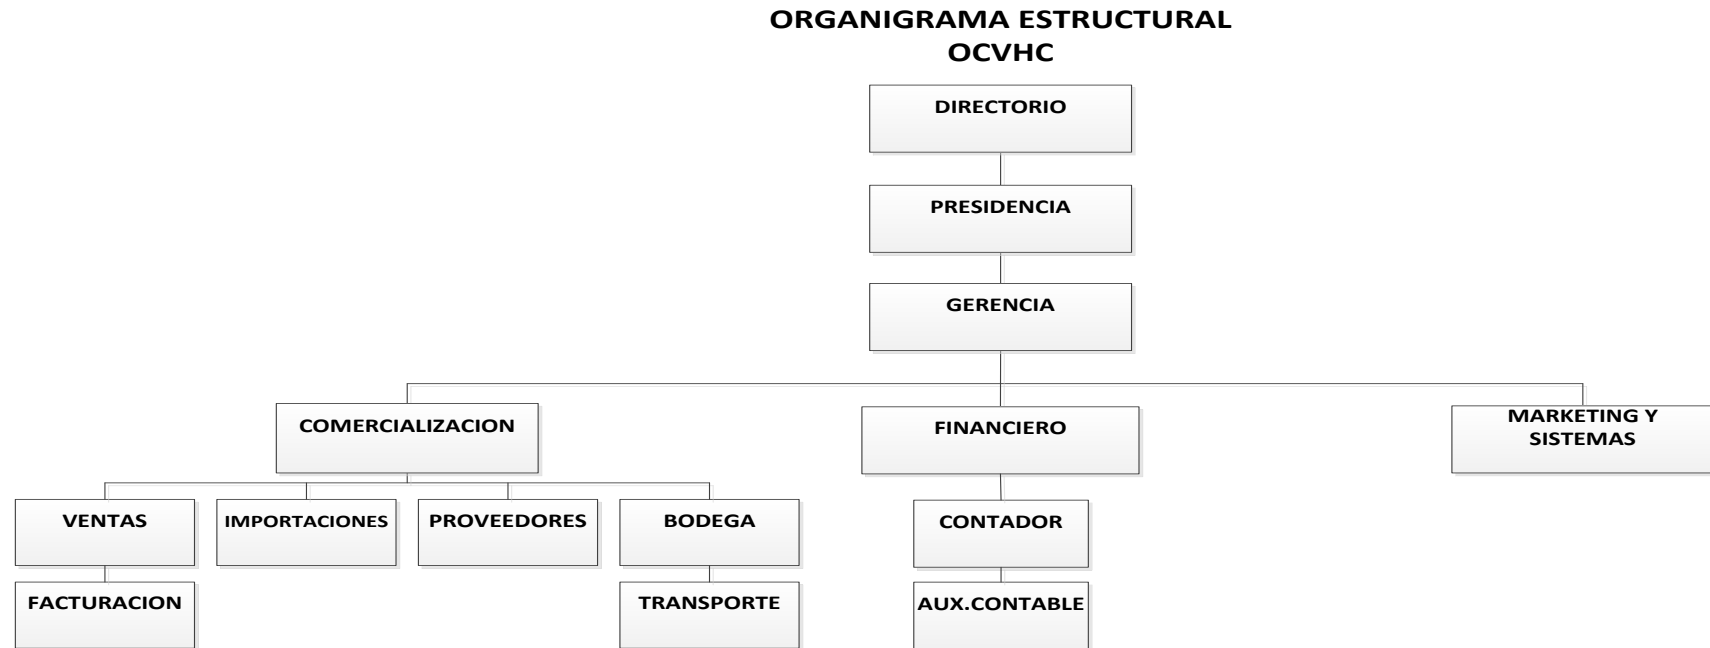 ORGANIGRAMA ESTRUCTURAL
OCVHC
DIRECTORIO
PRESIDENCIA
GERENCIA
COMERCIALIZACION
FINANCIERO
MARKETING Y
SISTEMAS
VENTAS
IMPORTACIONES
PROVEEDORES
BODEGA
CONTADOR
FACTURACION
TRANSPORTE
AUX.CONTABLE